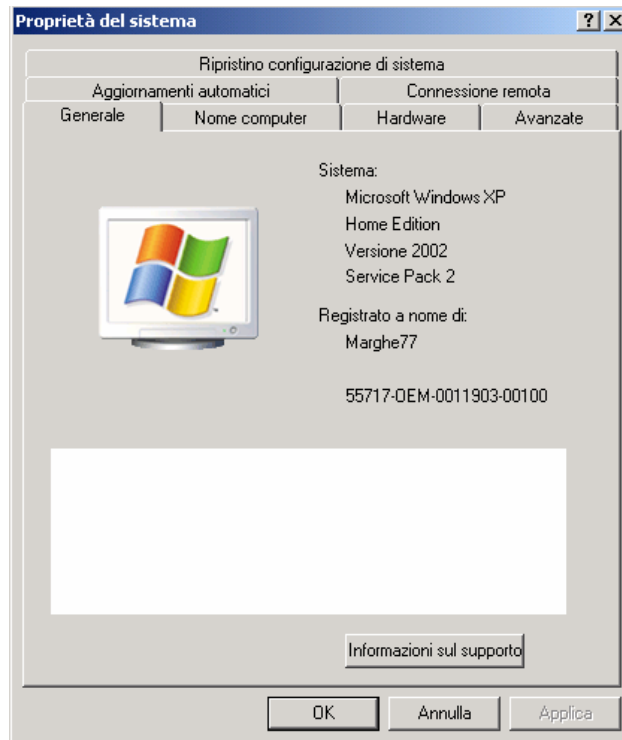 Proprietà del sistema
Ripristino configurazione di sistema
Aggiornamenti automatici Connessione remota
Generale Nome computer Hardware Avanzate
Sistema:
Microsoft Windows XP
Home Edition
Versione 2002
Service Pack 2
Registrato a nome di:
Marghe77
55717-OEM-0011903-00100
Informazioni sul supporto
OK Annulla Applica